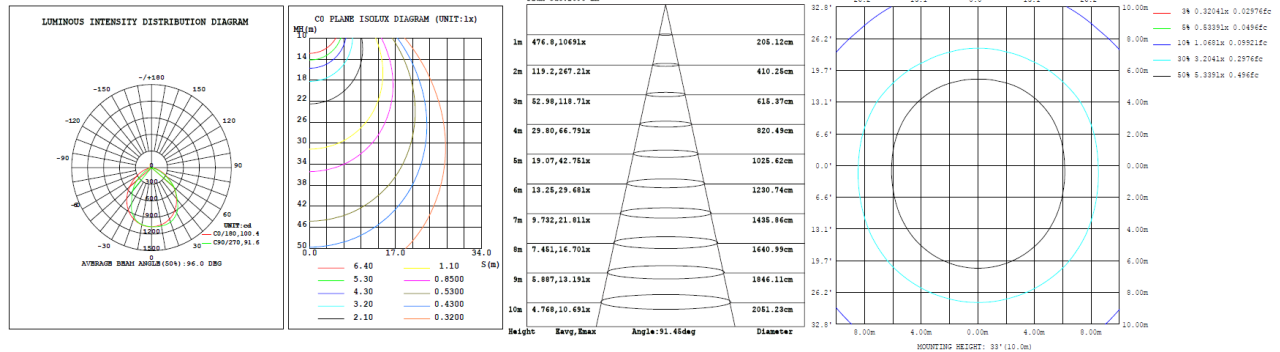 LUMINOUS INTENSITY DISTRIBUTION DIAGRAM
-/+180
-150
150
-120
120
-90
90
-60
60
-30
30
0
0
300
600
900
1200
1500
UNIT:cd
C0/180,100.4
C90/270,91.6
AVERAGE BEAM ANGLE(50%):96.0 DEG
C0 PLANE ISOLUX DIAGRAM (UNIT:lx)
MH(m)
10
14
18
22
26
30
34
38
42
46
50
0.0 17.0 34.0
S(m)
6.40 1.10
5.30 0.8500
4.30 0.5300
3.20 0.4300
2.10 0.3200
1m 476.8,1069lx 205.12cm
2m 119.2,267.2lx 410.25cm
3m 52.98,118.7lx 615.37cm
4m 29.80,66.79lx 820.49cm
5m 19.07,42.75lx 1025.62cm
6m 13.25,29.68lx 1230.74cm
7m 9.732,21.81lx 1435.86cm
8m 7.451,16.70lx 1640.99cm
9m 5.887,13.19lx 1846.11cm
10m 4.768,10.69lx 2051.23cm
Height Eavg,Emax Angle:91.45deg Diameter
32.8' 10.00m
26.2' 8.00m
19.7' 6.00m
13.1' 4.00m
6.6' 2.00m
0.0' 0.00m
6.6' 2.00m
13.1' 4.00m
19.7' 6.00m
26.2' 8.00m
32.8' 10.00m
8.00m 4.00m 0.00m 4.00m 8.00m
MOUNTING HEIGHT: 33'(10.0m)
3% 0.3204lx 0.02976fc
5% 0.5339lx 0.0496fc
10% 1.068lx 0.09921fc
30% 3.204lx 0.2976fc
50% 5.339lx 0.496fc